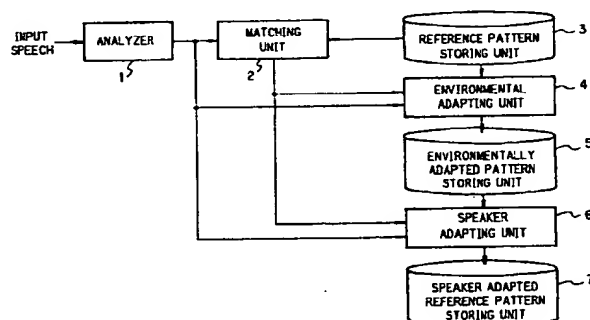 INPUT
SPEECH
ANALYZER
1
MATCHING
UNIT
2
REFERENCE PATTERN
STORING UNIT
3
ENVIRONMENTAL
ADAPTING UNIT
4
ENVIRONMENTALLY
ADAPTED PATTERN
STORING UNIT
5
SPEAKER
ADAPTING UNIT
6
SPEAKER ADAPTED
REFERENCE PATTERN
STORING UNIT
7